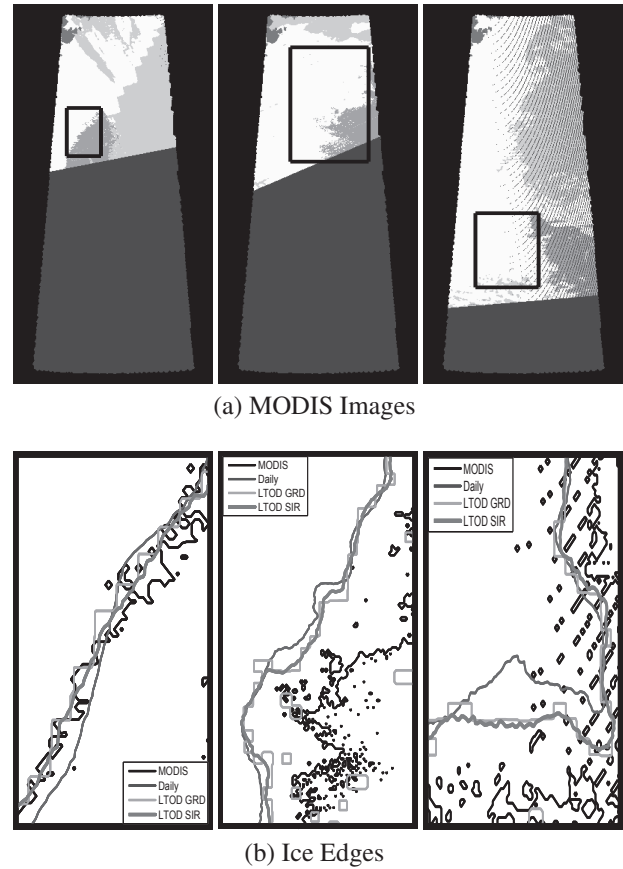 (a) MODIS Images
MODIS
Daily
LTOD GRD
LTOD SIR
MODIS
Daily
LTOD GRD
LTOD SIR
MODIS
Daily
LTOD GRD
LTOD SIR
(b) Ice Edges